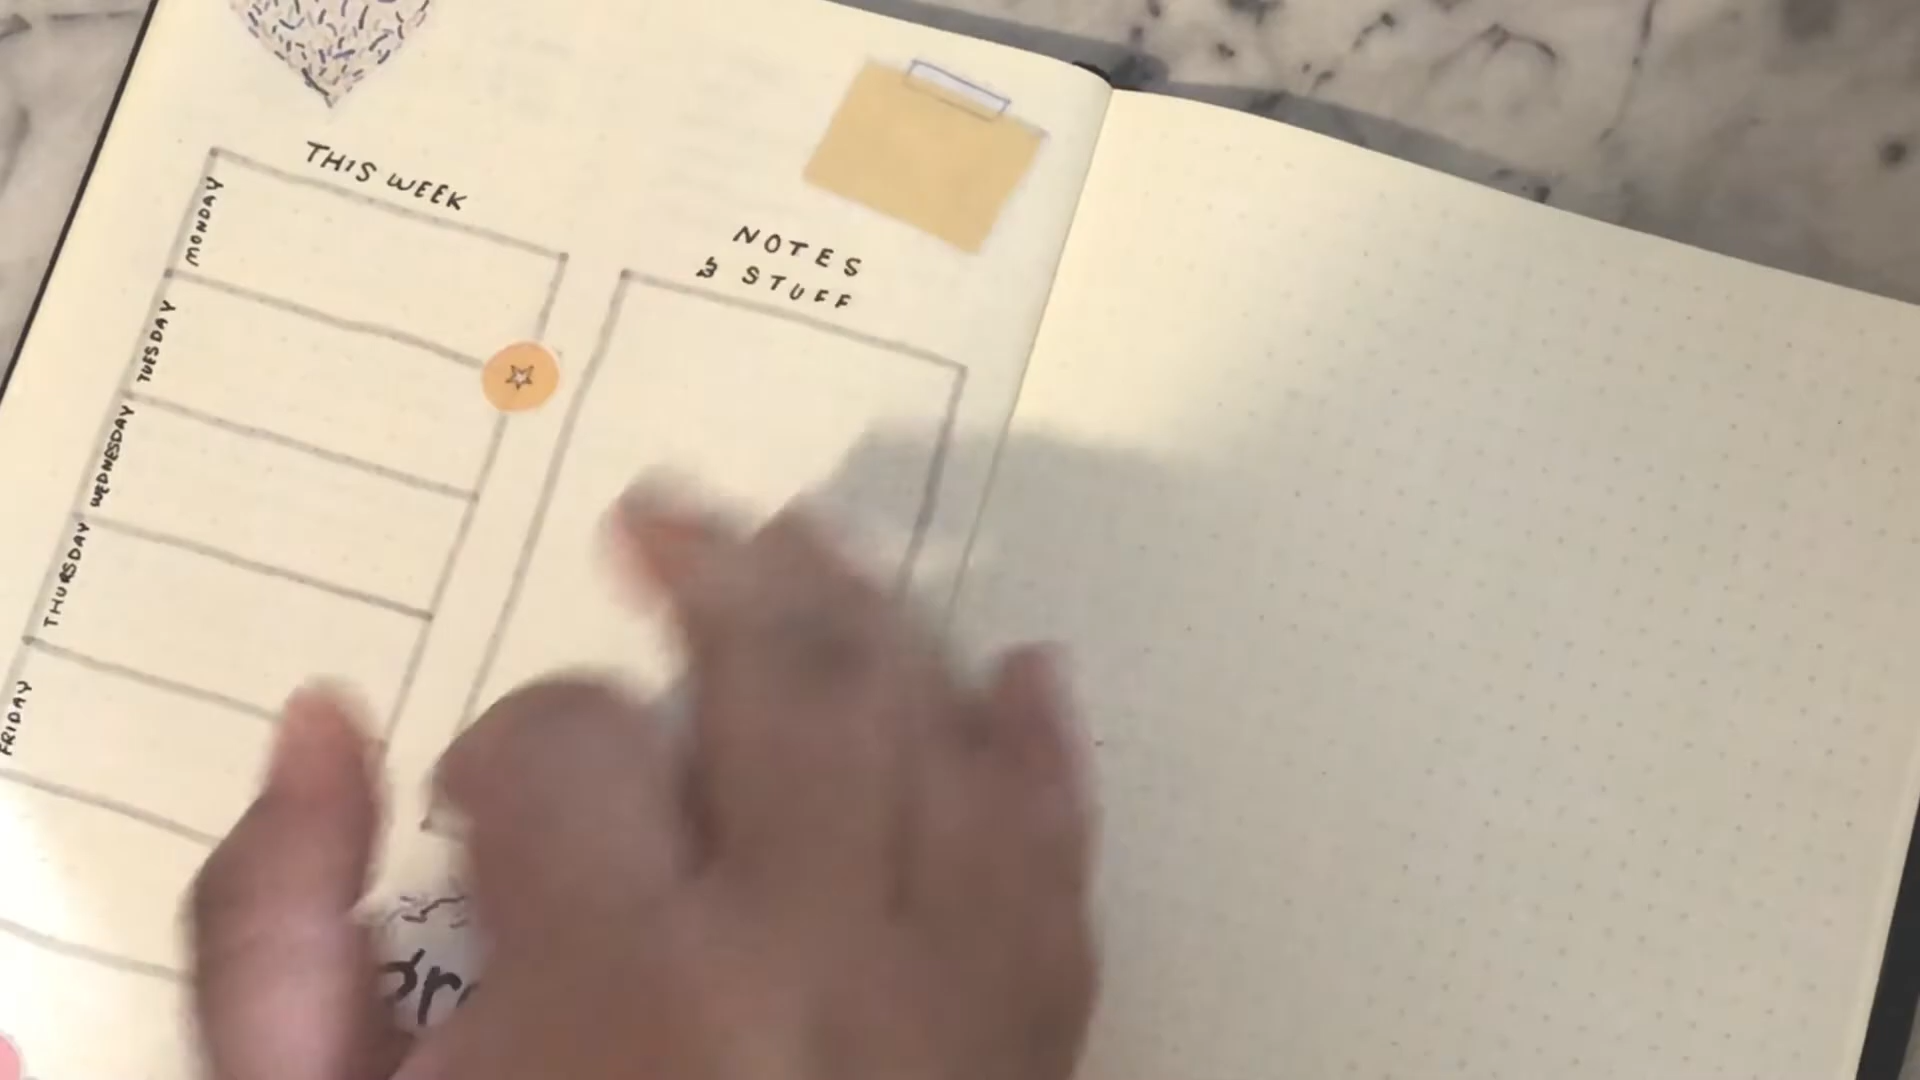 THIS WEEK
MONDAY
TUESDAY
WEDNESDAY
THURSDAY
FRIDAY
NOTES
& STUFF